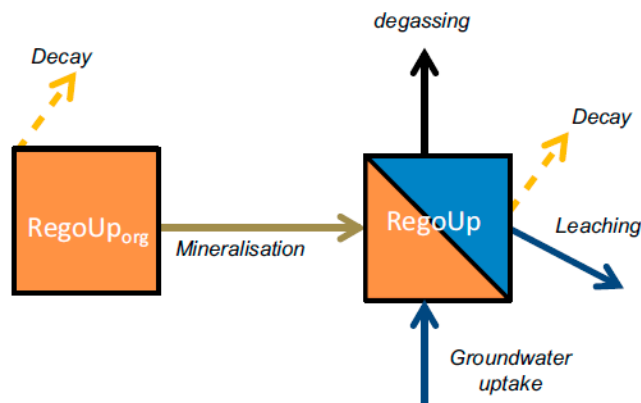 degassing
Decay
Decay
RegoUp
RegoUporg
Leaching
Mineralisation
Groundwater
uptake